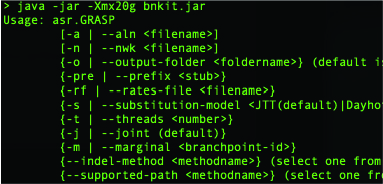 > java -jar -Xmx20g bnkit.jar
Usage: asr.GRASP
[-a | --aln <filename>]
[-n | --nwk <filename>]
{-o | --output-folder <foldername>} (default is
{-pre | --prefix <stub>}
{-rf | --rates-file <filename>}
{-s | --substitution-model <JTT(default)|Dayho
{-t | --threads <number>}
{-j | --joint (default)}
{-m | --marginal <branchpoint-id>}
{--indel-method <methodname>} (select one from
{--supported-path <methodname>} (select one from